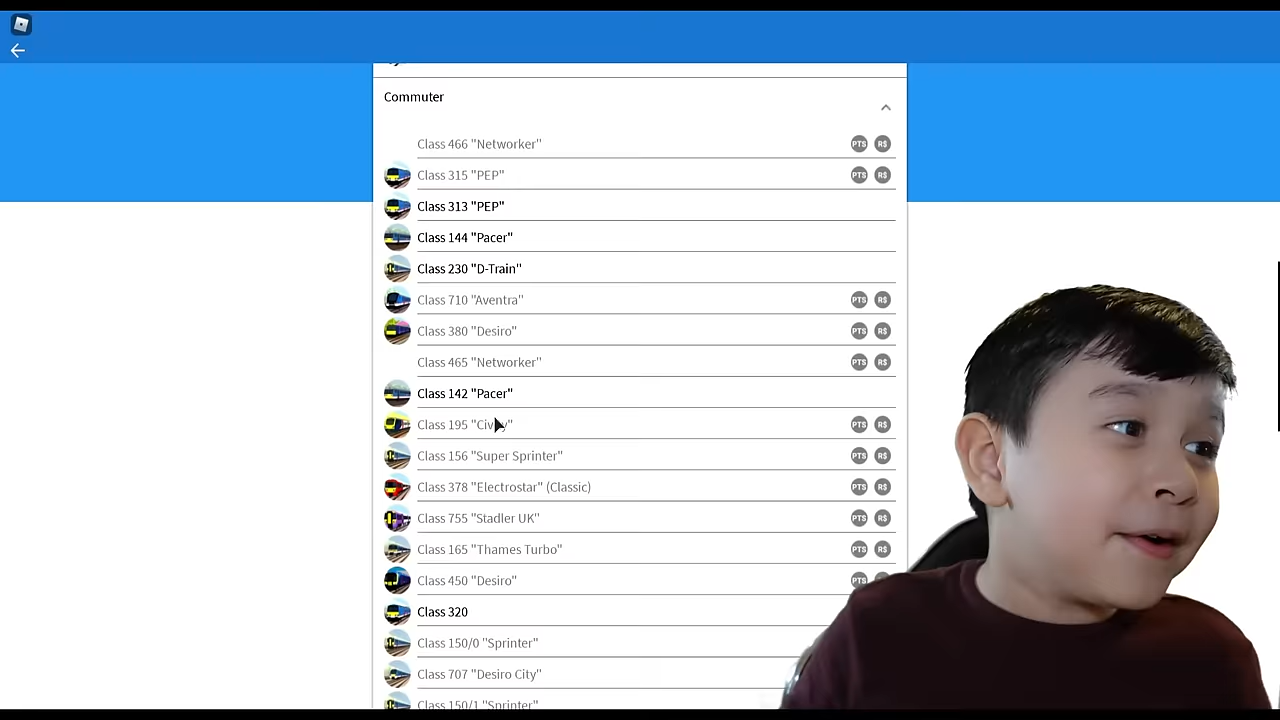 Commuter
Class 466 "Networker"
PTS R$
Class 315 "PEP"
PTS R$
Class 313 "PEP"
Class 144 "Pacer"
Class 230 "D-Train"
Class 710 "Aventra"
PTS R$
Class 380 "Desiro"
PTS R$
Class 465 "Networker"
PTS R$
Class 142 "Pacer"
Class 195
PTS R$
Class 156 "Super Sprinter"
PTS R$
Class 378 "Electrostar" (Classic)
PTS R$
Class 755 "Stadler UK"
PTS R$
Class 165 "Thames Turbo"
PTS R$
Class 450 "Desiro"
PTS
Class 320
Class 150/0 "Sprinter"
Class 707 "Desiro City"
Class 150/1 "Sprinter"